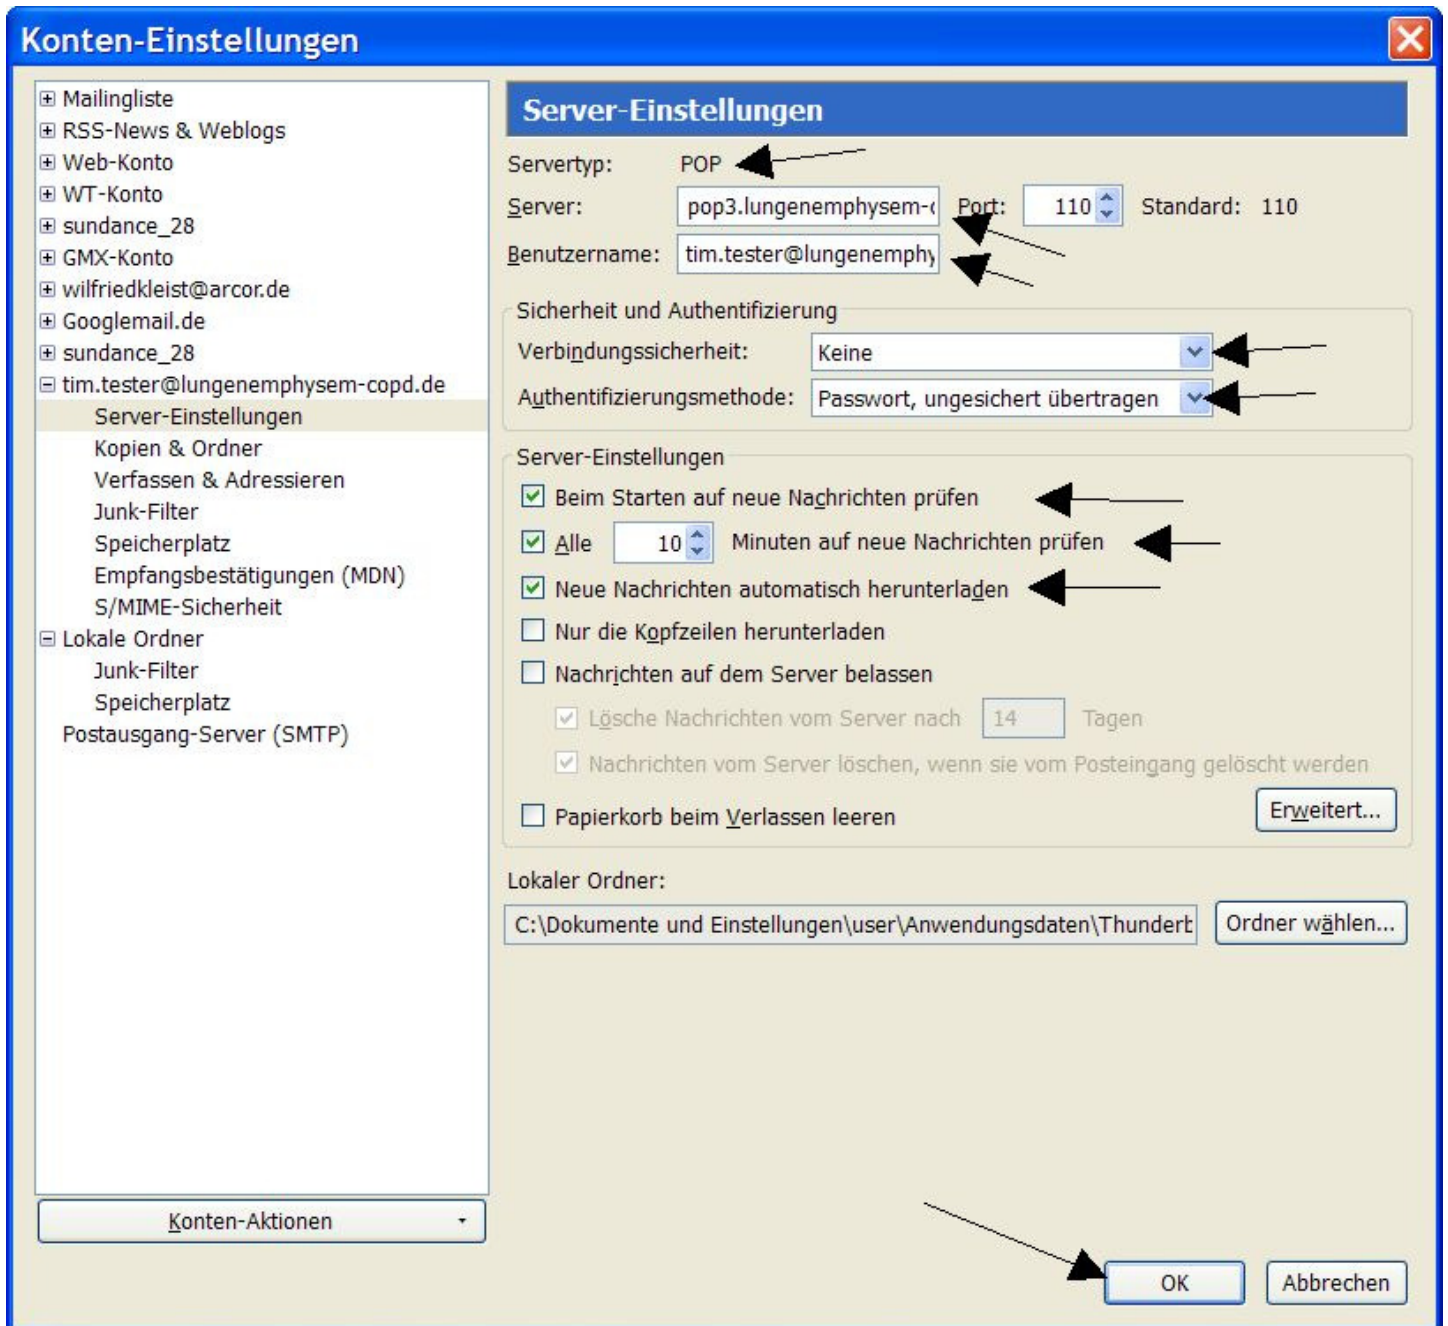 Konten-Einstellungen
Mailingliste
RSS-News & Weblogs
Web-Konto
WT-Konto
sundance_28
GMX-Konto
wilfriedkleist@arcor.de
Googlemail.de
sundance_28
tim.tester@lungenemphysem-copd.de
Server-Einstellungen
Kopien & Ordner
Verfassen & Adressieren
Junk-Filter
Speicherplatz
Empfangsbestätigungen (MDN)
S/MIME-Sicherheit
Lokale Ordner
Junk-Filter
Speicherplatz
Postausgang-Server (SMTP)
Konten-Aktionen
Server-Einstellungen
Servertyp: POP
Server: pop3.lungenemphysem-c Port: 110 Standard: 110
Benutzername: tim.tester@lungenemphy
Sicherheit und Authentifizierung
Verbindungssicherheit: Keine
Authentifizierungsmethode: Passwort, ungesichert übertragen
Server-Einstellungen
Beim Starten auf neue Nachrichten prüfen
Alle 10 Minuten auf neue Nachrichten prüfen
Neue Nachrichten automatisch herunterladen
Nur die Kopfzeilen herunterladen
Nachrichten auf dem Server belassen
Lösche Nachrichten vom Server nach 14 Tagen
Nachrichten vom Server löschen, wenn sie vom Posteingang gelöscht werden
Papierkorb beim Verlassen leeren Erweitert...
Lokaler Ordner:
C:\Dokumente und Einstellungen\user\Anwendungsdaten\Thunderb Ordner wählen...
OK Abbrechen